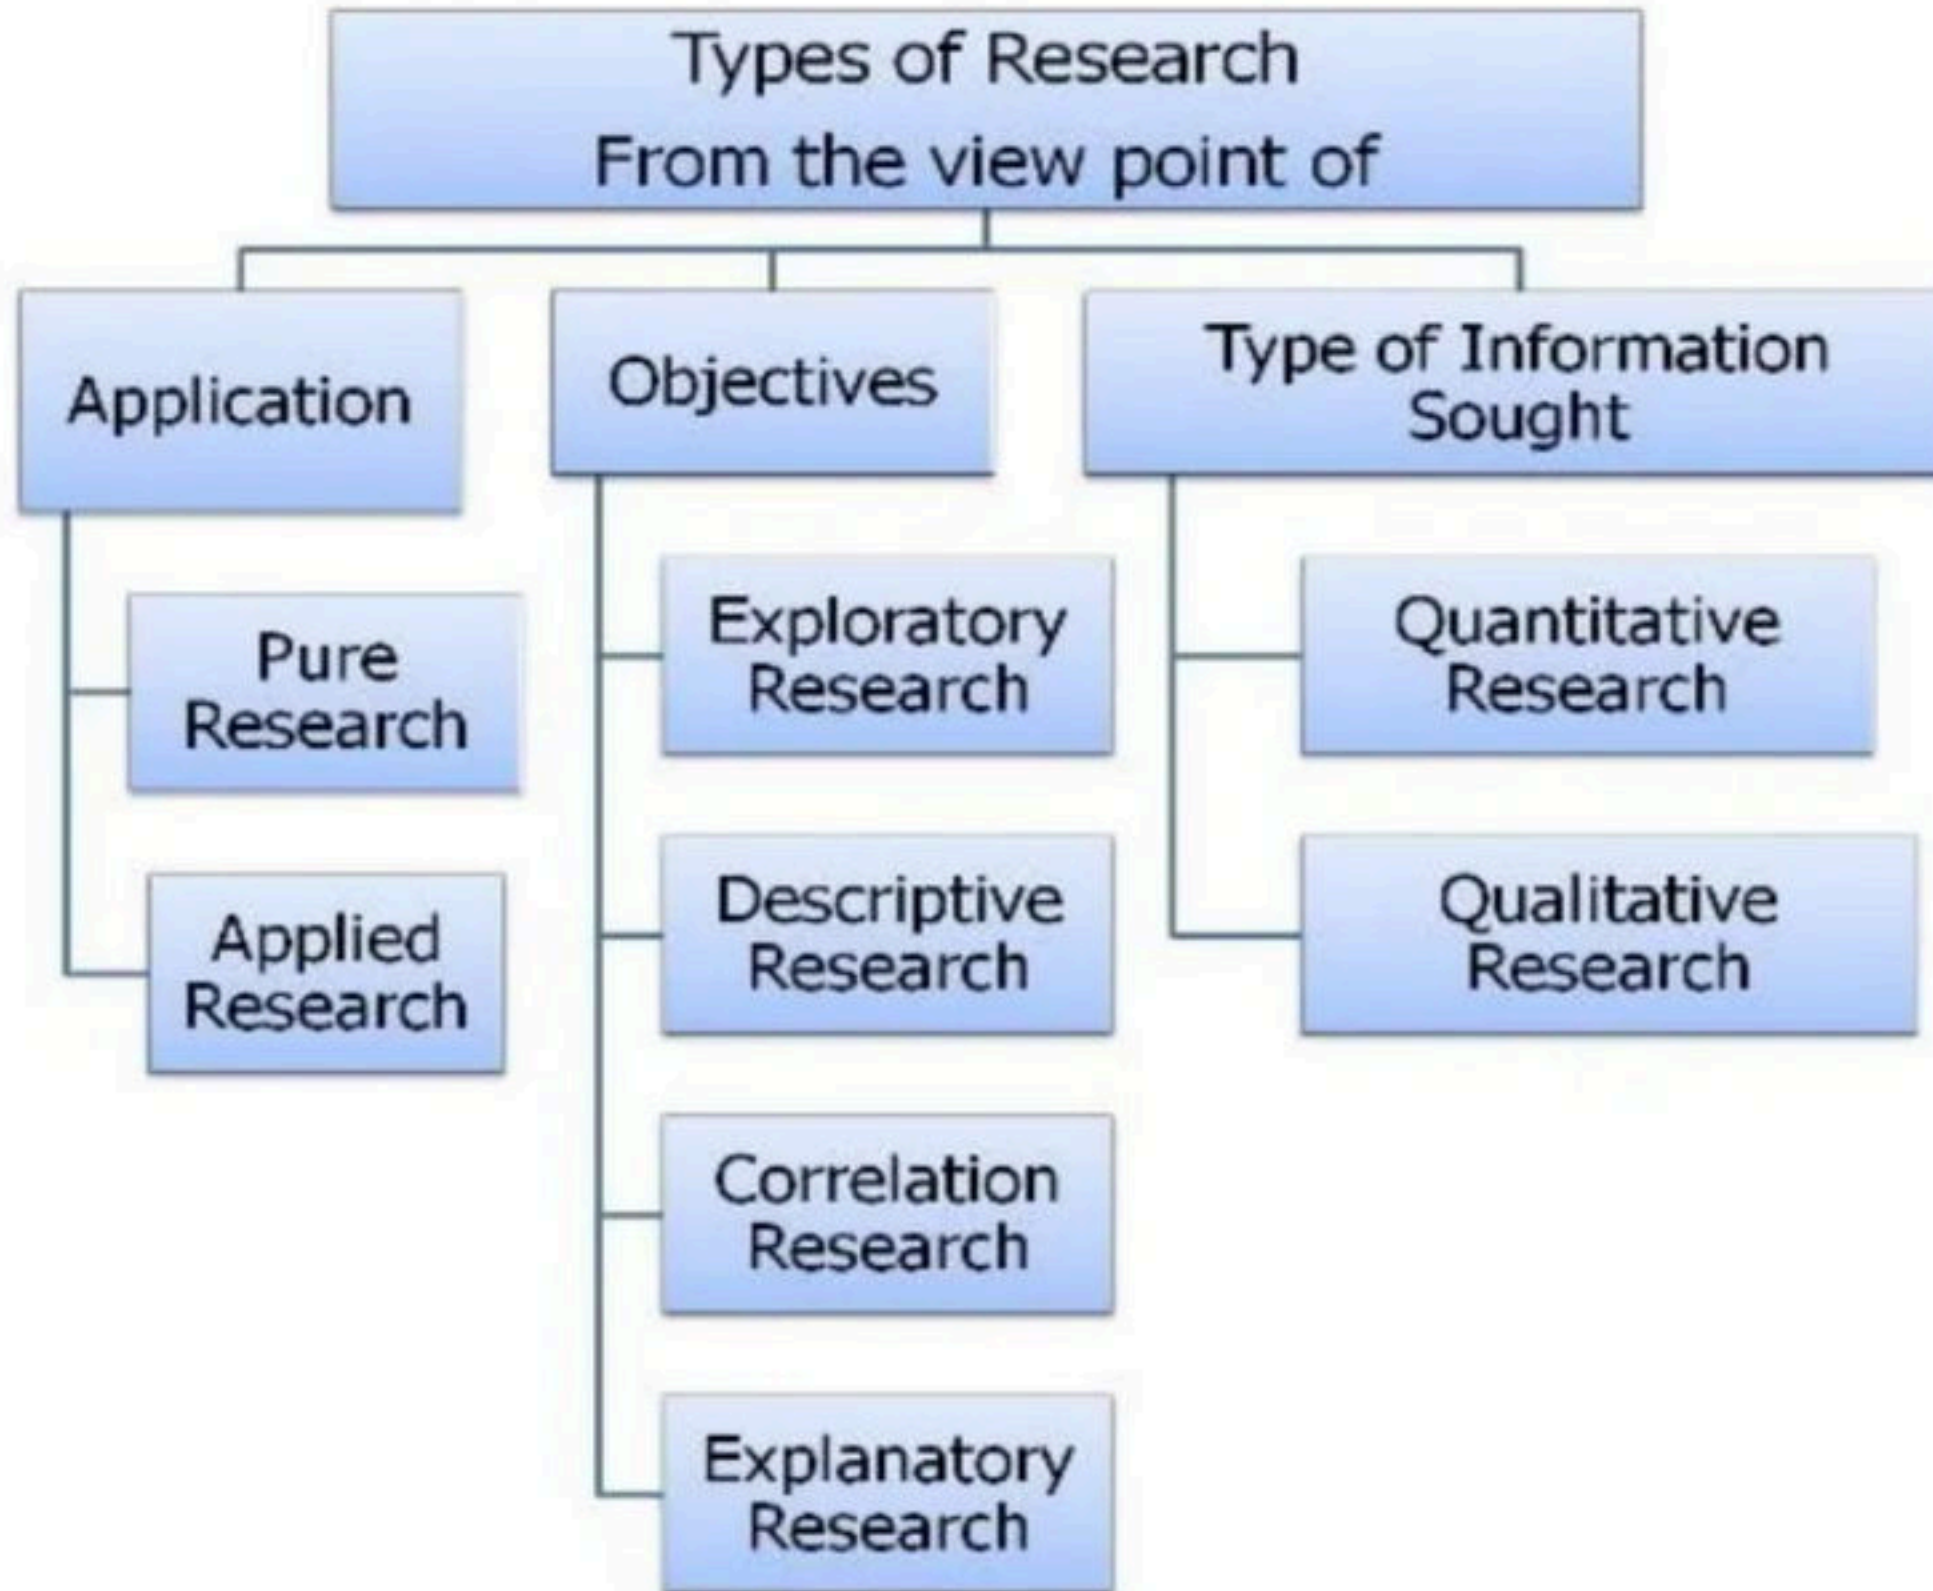 Types of Research
From the view point of
Application
Pure
Research
Applied
Research
Objectives
Exploratory
Research
Descriptive
Research
Correlation
Research
Explanatory
Research
Type of Information
Sought
Quantitative
Research
Qualitative
Research